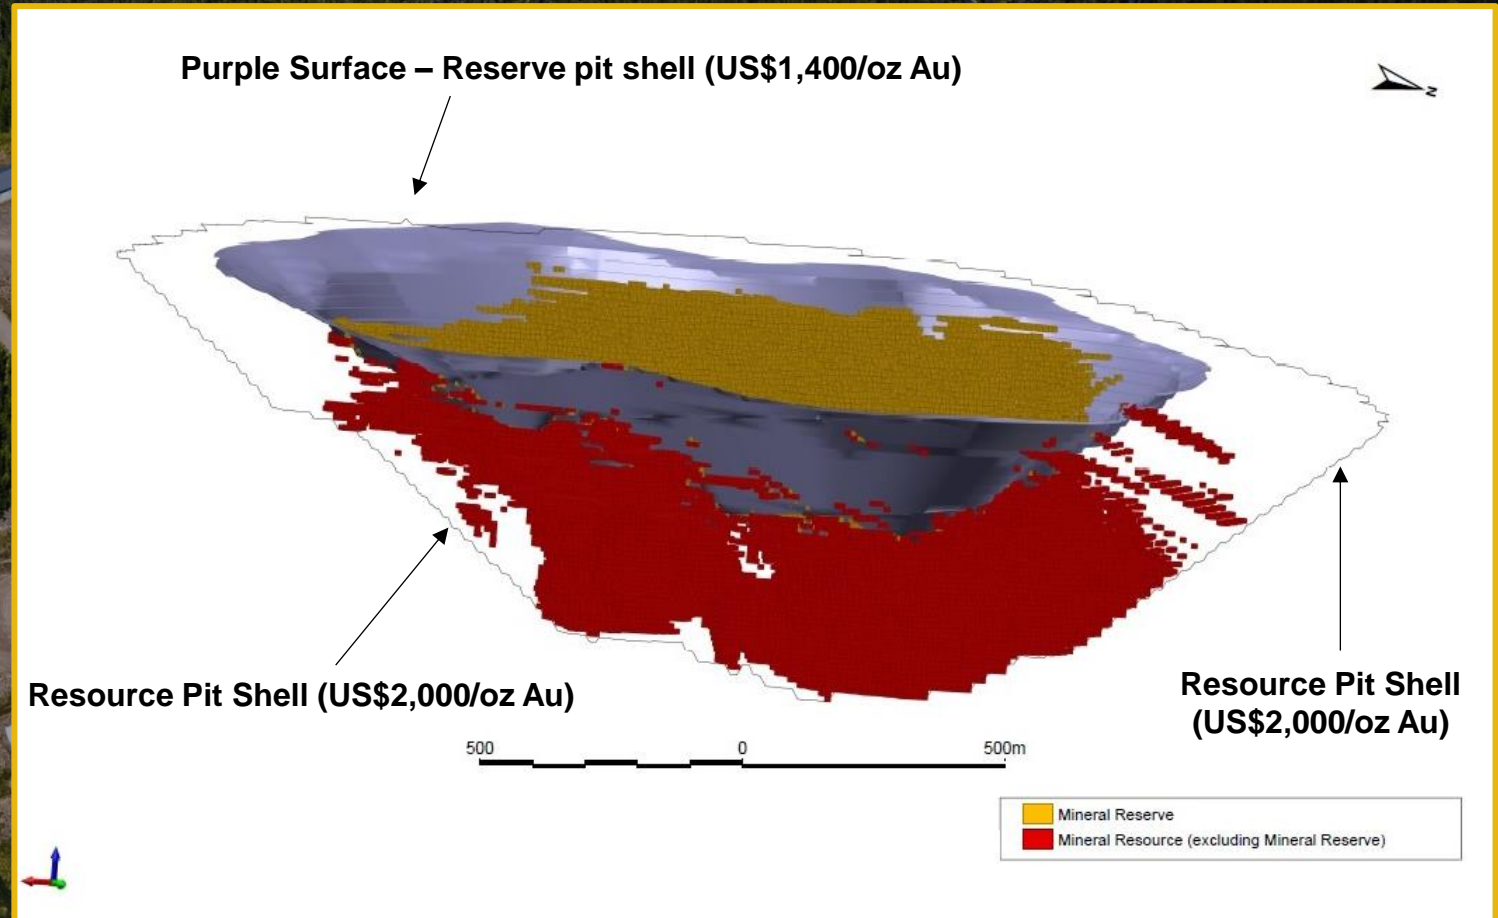 Purple Surface – Reserve pit shell (US$1,400/oz Au)
N
Resource Pit Shell (US$2,000/oz Au)
Resource Pit Shell
(US$2,000/oz Au)
500 0 500m
Mineral Reserve
Mineral Resource (excluding Mineral Reserve)